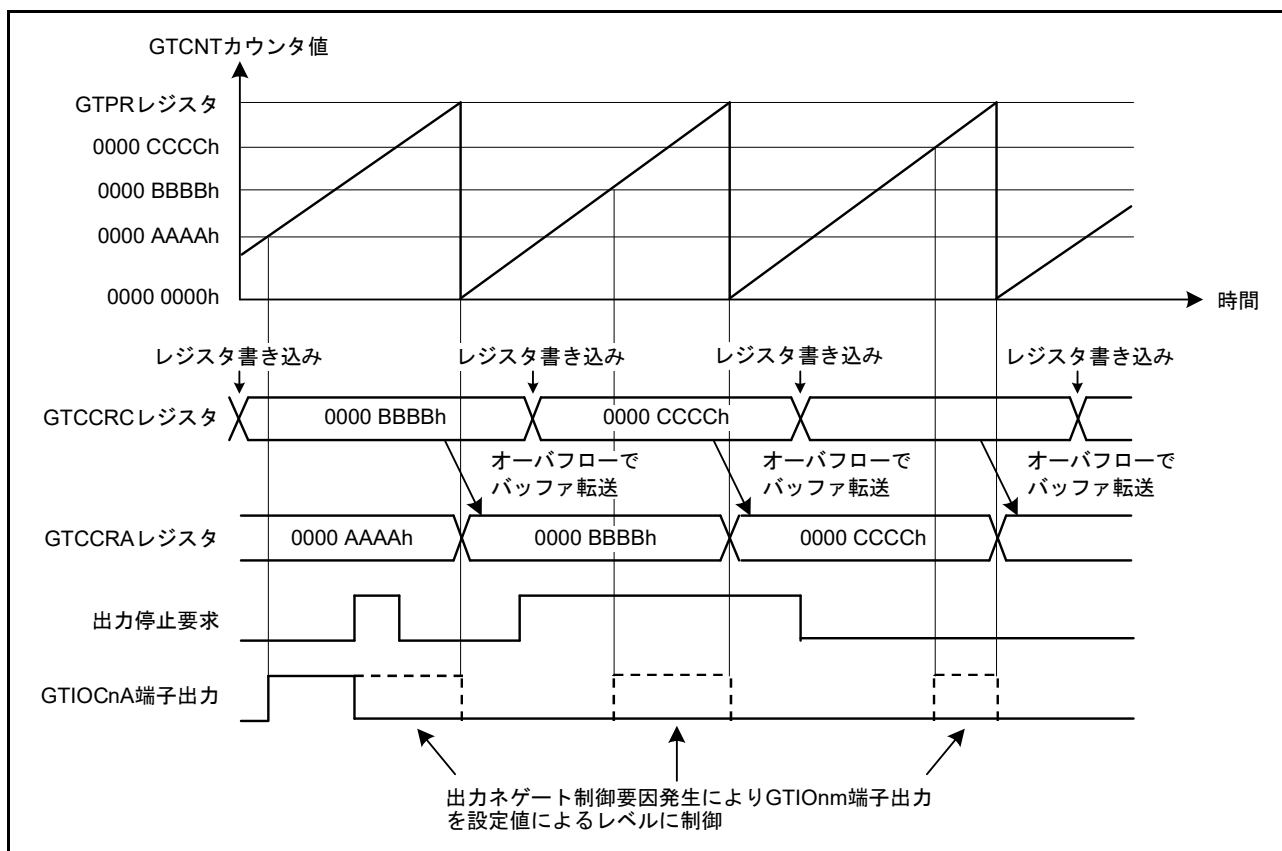 GTCNTカウンタ値
GTPRレジスタ
0000 CCCCh
0000 BBBBh
0000 AAAAh
0000 0000h
時間
レジスタ書き込み
レジスタ書き込み
レジスタ書き込み
レジスタ書き込み
GTCCRCレジスタ
0000 BBBBh
0000 CCCCh
オーバフローで
バッファ転送
オーバフローで
バッファ転送
オーバフローで
バッファ転送
GTCCRAレジスタ
0000 AAAAh
0000 BBBBh
0000 CCCCh
出力停止要求
GTIOCnA端子出力
出力ネゲート制御要因発生によりGTIOnm端子出力
を設定値によるレベルに制御